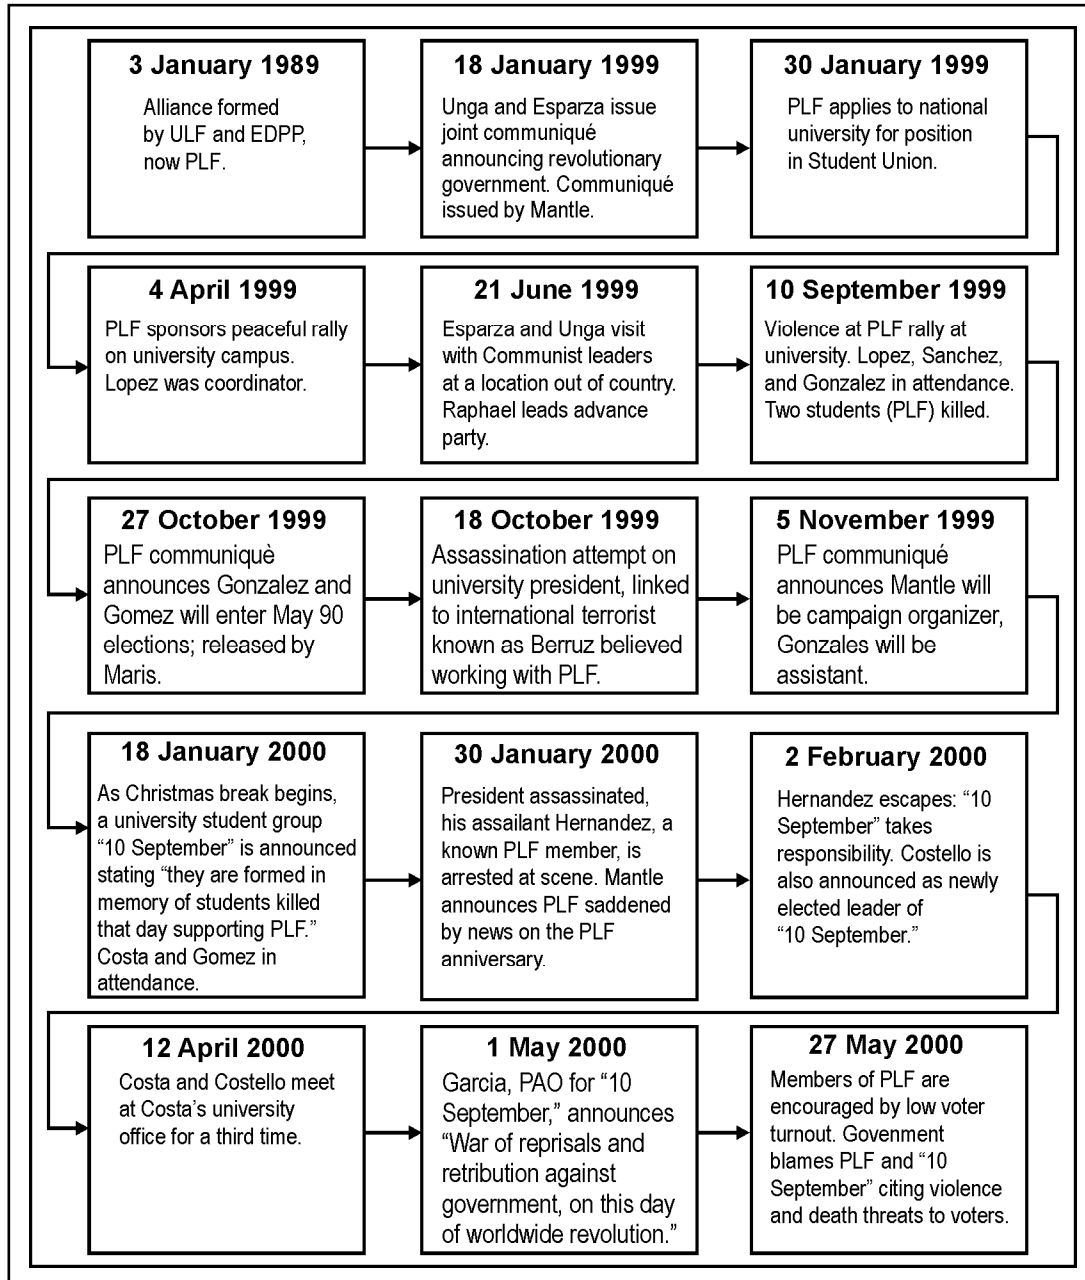 3 January 1989
Alliance formed
by ULF and EDPP,
now PLF.
18 January 1999
Unga and Esparza issue
joint communiqué
announcing revolutionary
government. Communiqué
issued by Mantle.
30 January 1999
PLF applies to national
university for position
in Student Union.
4 April 1999
PLF sponsors peaceful rally
on university campus.
Lopez was coordinator.
21 June 1999
Esparza and Unga visit
with Communist leaders
at a location out of country.
Raphael leads advance
party.
10 September 1999
Violence at PLF rally at
university. Lopez, Sanchez,
and Gonzalez in attendance.
Two students (PLF) killed.
27 October 1999
PLF communiquè
announces Gonzalez and
Gomez will enter May 90
elections; released by
Maris.
18 October 1999
Assassination attempt on
university president, linked
to international terrorist
known as Berruz believed
working with PLF.
5 November 1999
PLF communiqué
announces Mantle will
be campaign organizer,
Gonzales will be
assistant.
18 January 2000
As Christmas break begins,
a university student group
“10 September” is announced
stating “they are formed in
memory of students killed
that day supporting PLF.”
Costa and Gomez in
attendance.
30 January 2000
President assassinated,
his assailant Hernandez, a
known PLF member, is
arrested at scene. Mantle
announces PLF saddened
by news on the PLF
anniversary.
2 February 2000
Hernandez escapes: “10
September” takes
responsibility. Costello is
also announced as newly
elected leader of
“10 September.”
12 April 2000
Costa and Costello meet
at Costa’s university
office for a third time.
1 May 2000
Garcia, PAO for “10
September,” announces
“War of reprisals and
retribution against
government, on this day
of worldwide revolution.”
27 May 2000
Members of PLF are
encouraged by low voter
turnout. Govenment
blames PLF and “10
September” citing violence
and death threats to voters.